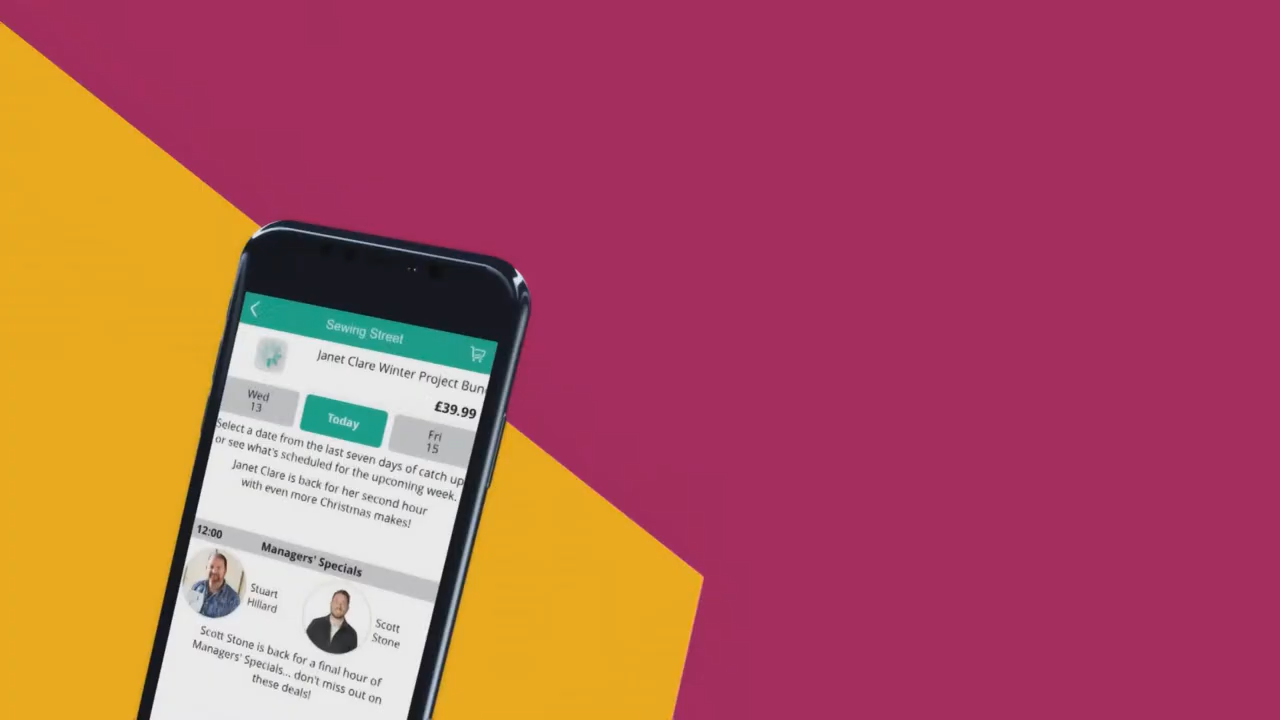 Sewing Street
Janet Clare Winter Project Bun
£39.99
Wed
13
Today
Fri
15
Select a date from the last seven days of catch up
or see what's scheduled for the upcoming week.
Janet Clare is back for her second hour
with even more Christmas makes!
12:00
Managers' Specials
Stuart
Hillard
Scott
Stone
Scott Stone is back for a final hour of
Managers' Specials... don't miss out on
these deals!